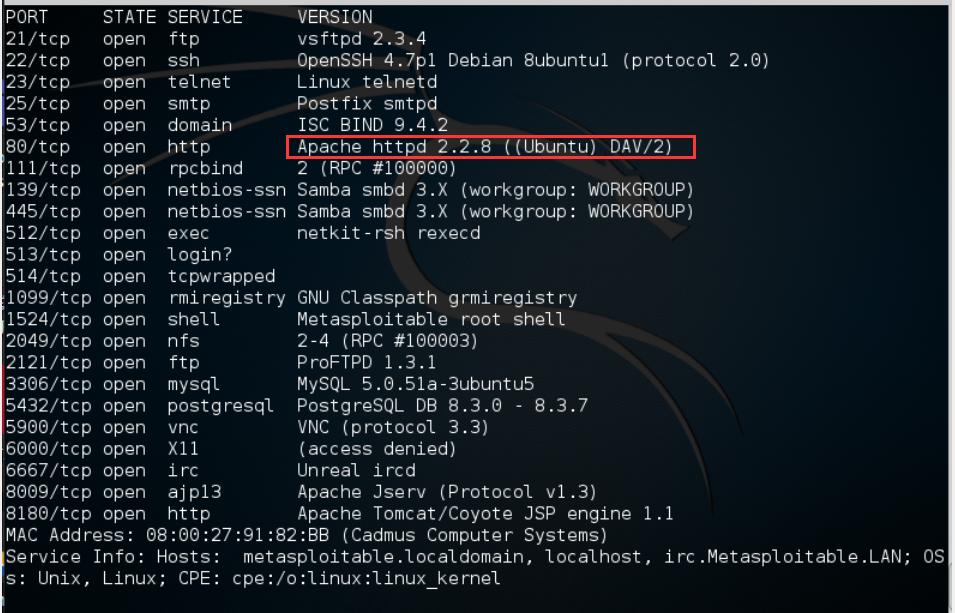 PORT STATE SERVICE VERSION
21/tcp open ftp vsftpd 2.3.4
22/tcp open ssh OpenSSH 4.7p1 Debian 8ubuntu1 (protocol 2.0)
23/tcp open telnet Linux telnetd
25/tcp open smtp Postfix smtpd
53/tcp open domain ISC BIND 9.4.2
80/tcp open http Apache httpd 2.2.8 ((Ubuntu) DAV/2)
111/tcp open rpcbind 2 (RPC #100000)
139/tcp open netbios-ssn Samba smbd 3.X (workgroup: WORKGROUP)
445/tcp open netbios-ssn Samba smbd 3.X (workgroup: WORKGROUP)
512/tcp open exec netkit-rsh rexecd
513/tcp open login?
514/tcp open tcpwrapped
1099/tcp open rmiregistry GNU Classpath grmiregistry
1524/tcp open shell Metasploitable root shell
2049/tcp open nfs 2-4 (RPC #100003)
2121/tcp open ftp ProFTPD 1.3.1
3306/tcp open mysql MySQL 5.0.51a-3ubuntu5
5432/tcp open postgresql PostgreSQL DB 8.3.0 - 8.3.7
5900/tcp open vnc VNC (protocol 3.3)
6000/tcp open X11 (access denied)
6667/tcp open irc Unreal ircd
8009/tcp open ajp13 Apache Jserv (Protocol v1.3)
8180/tcp open http Apache Tomcat/Coyote JSP engine 1.1
MAC Address: 08:00:27:91:82:BB (Cadmus Computer Systems)
Service Info: Hosts:  metasploitable.localdomain, localhost, irc.Metasploitable.LAN; OS
s: Unix, Linux; CPE: cpe:/o:linux:linux_kernel